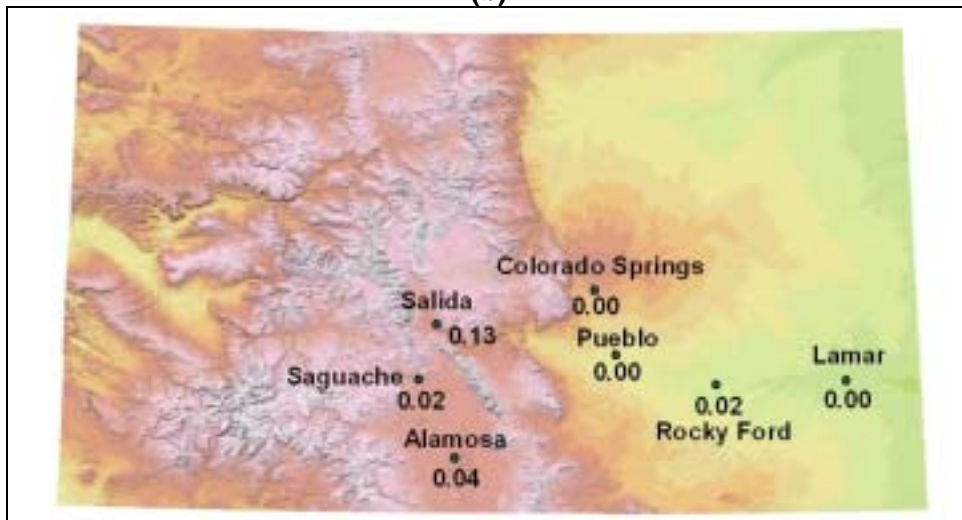 Colorado Springs
0.00
Salida
0.13
Pueblo
0.00
Lamar
0.00
Saguache
0.02
0.02
Rocky Ford
Alamosa
0.04